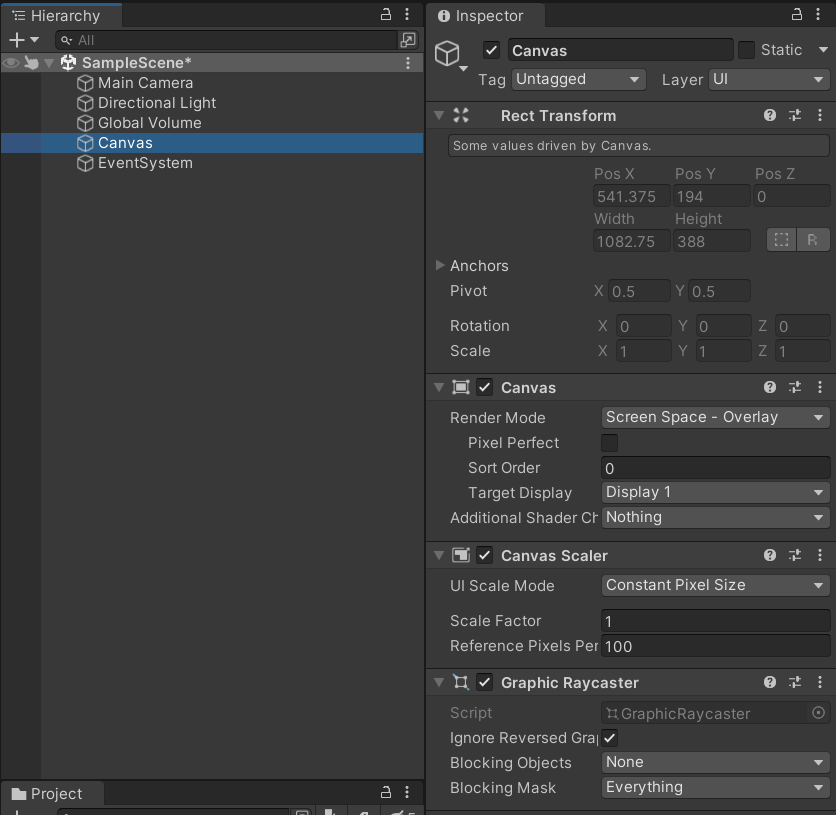 Hierarchy
All
SampleScene*
Main Camera
Directional Light
Global Volume
Canvas
EventSystem
Project
Inspector
Canvas
Static
Tag Untagged Layer UI
Rect Transform
Some values driven by Canvas.
Pos X Pos Y Pos Z
541.375 194 0
Width Height
1082.75 388
R
Anchors
Pivot X 0.5 Y 0.5
Rotation X 0 Y 0 Z 0
Scale X 1 Y 1 Z 1
Canvas
Render Mode Screen Space - Overlay
Pixel Perfect
Sort Order 0
Target Display Display 1
Additional Shader Ch Nothing
Canvas Scaler
UI Scale Mode Constant Pixel Size
Scale Factor 1
Reference Pixels Per 100
Graphic Raycaster
Script GraphicRaycaster
Ignore Reversed Gra
Blocking Objects None
Blocking Mask Everything